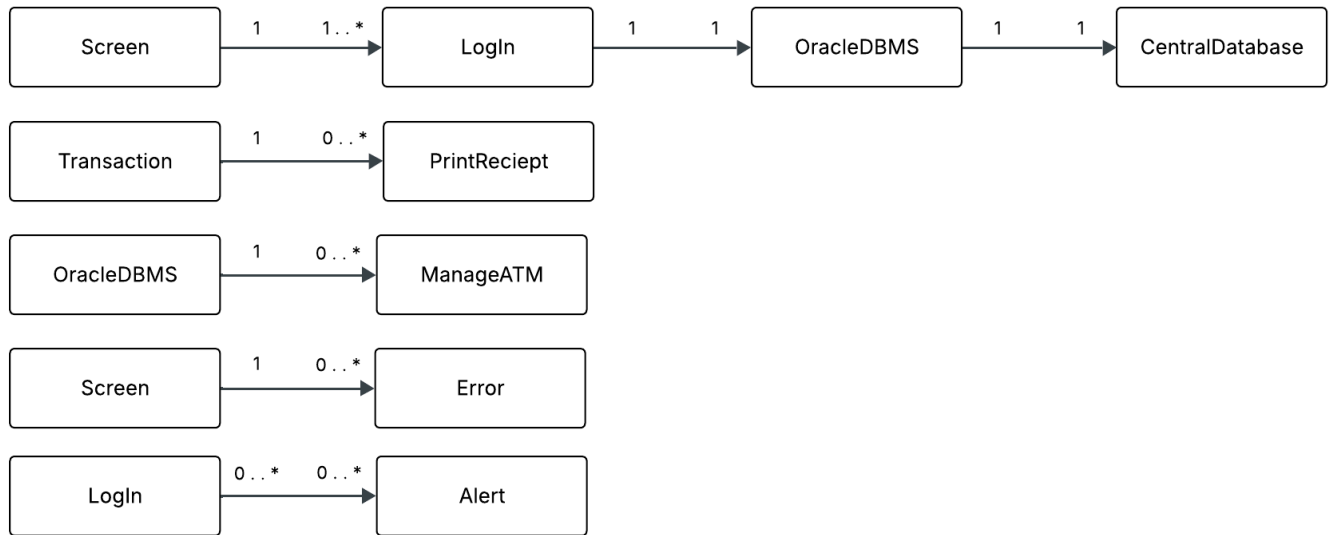 1 1..* 1 1 1 1
Screen LogIn OracleDBMS CentralDatabase
1 0..*
Transaction PrintReciept
1 0..*
OracleDBMS ManageATM
1 0..*
Screen Error
0..* 0..*
LogIn Alert